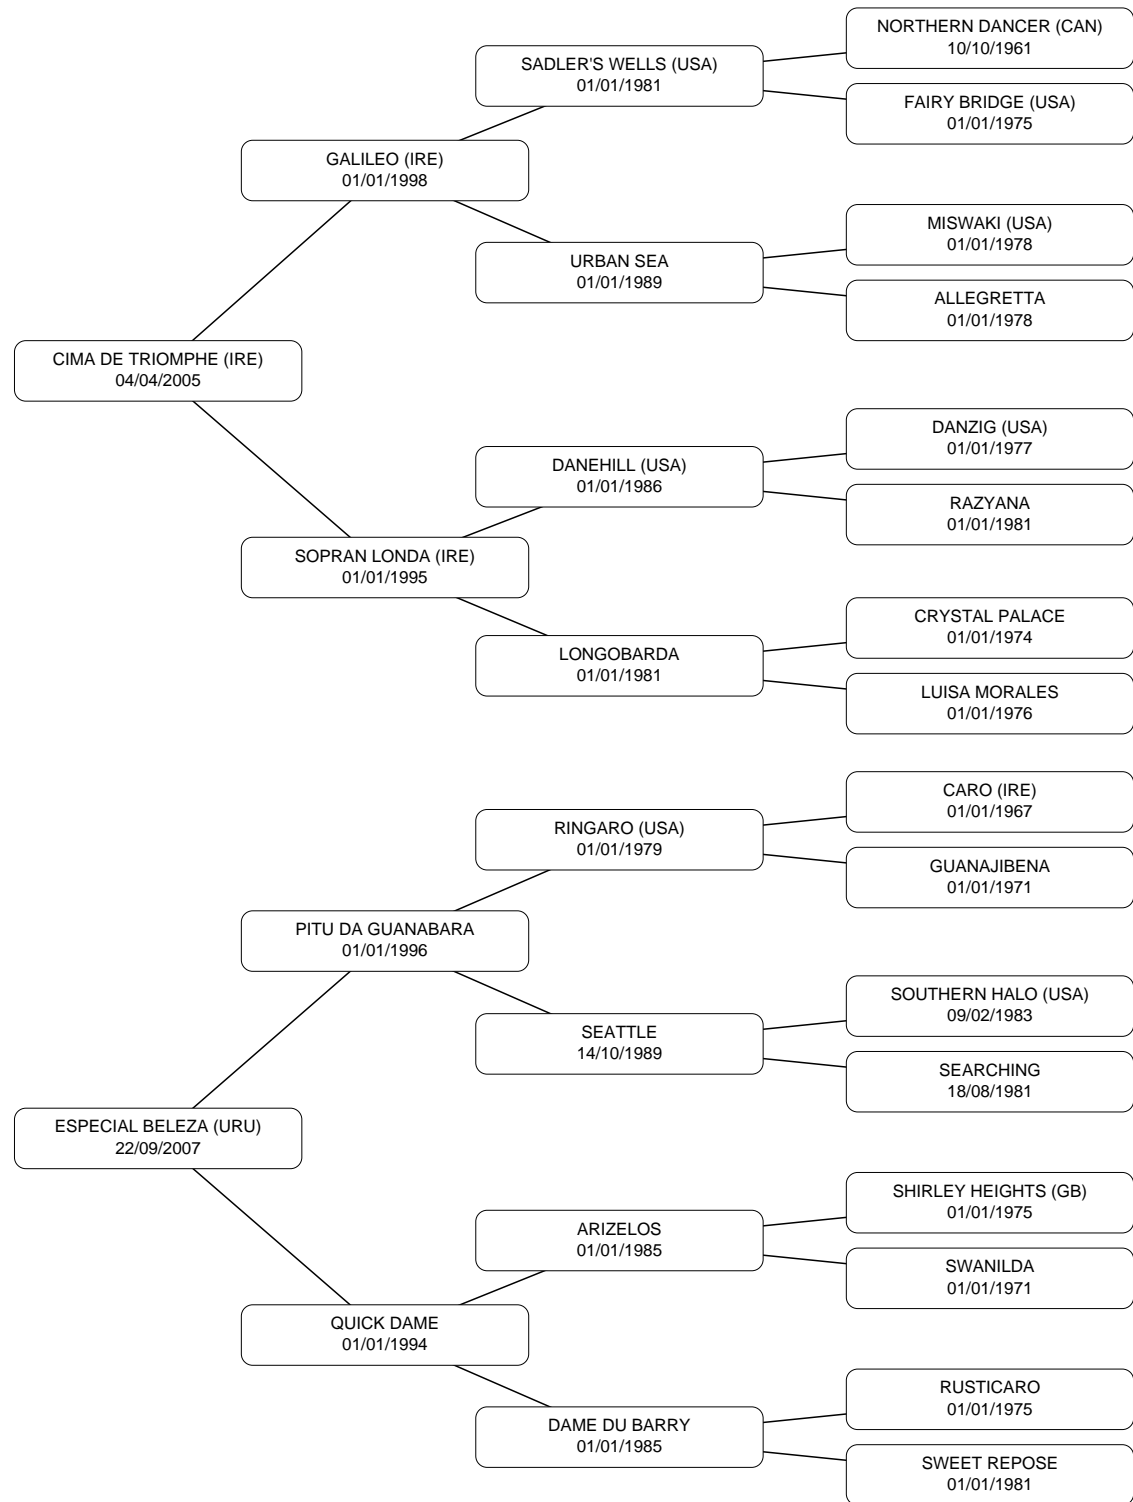 NORTHERN DANCER (CAN)
10/10/1961
SADLER'S WELLS (USA)
01/01/1981
FAIRY BRIDGE (USA)
01/01/1975
GALILEO (IRE)
01/01/1998
MISWAKI (USA)
01/01/1978
URBAN SEA
01/01/1989
ALLEGRETTA
01/01/1978
CIMA DE TRIOMPHE (IRE)
04/04/2005
DANZIG (USA)
01/01/1977
DANEHILL (USA)
01/01/1986
RAZYANA
01/01/1981
SOPRAN LONDA (IRE)
01/01/1995
CRYSTAL PALACE
01/01/1974
LONGOBARDA
01/01/1981
LUISA MORALES
01/01/1976
CARO (IRE)
01/01/1967
RINGARO (USA)
01/01/1979
GUANAJIBENA
01/01/1971
PITU DA GUANABARA
01/01/1996
SOUTHERN HALO (USA)
09/02/1983
SEATTLE
14/10/1989
SEARCHING
18/08/1981
ESPECIAL BELEZA (URU)
22/09/2007
SHIRLEY HEIGHTS (GB)
01/01/1975
ARIZELOS
01/01/1985
SWANILDA
01/01/1971
QUICK DAME
01/01/1994
RUSTICARO
01/01/1975
DAME DU BARRY
01/01/1985
SWEET REPOSE
01/01/1981